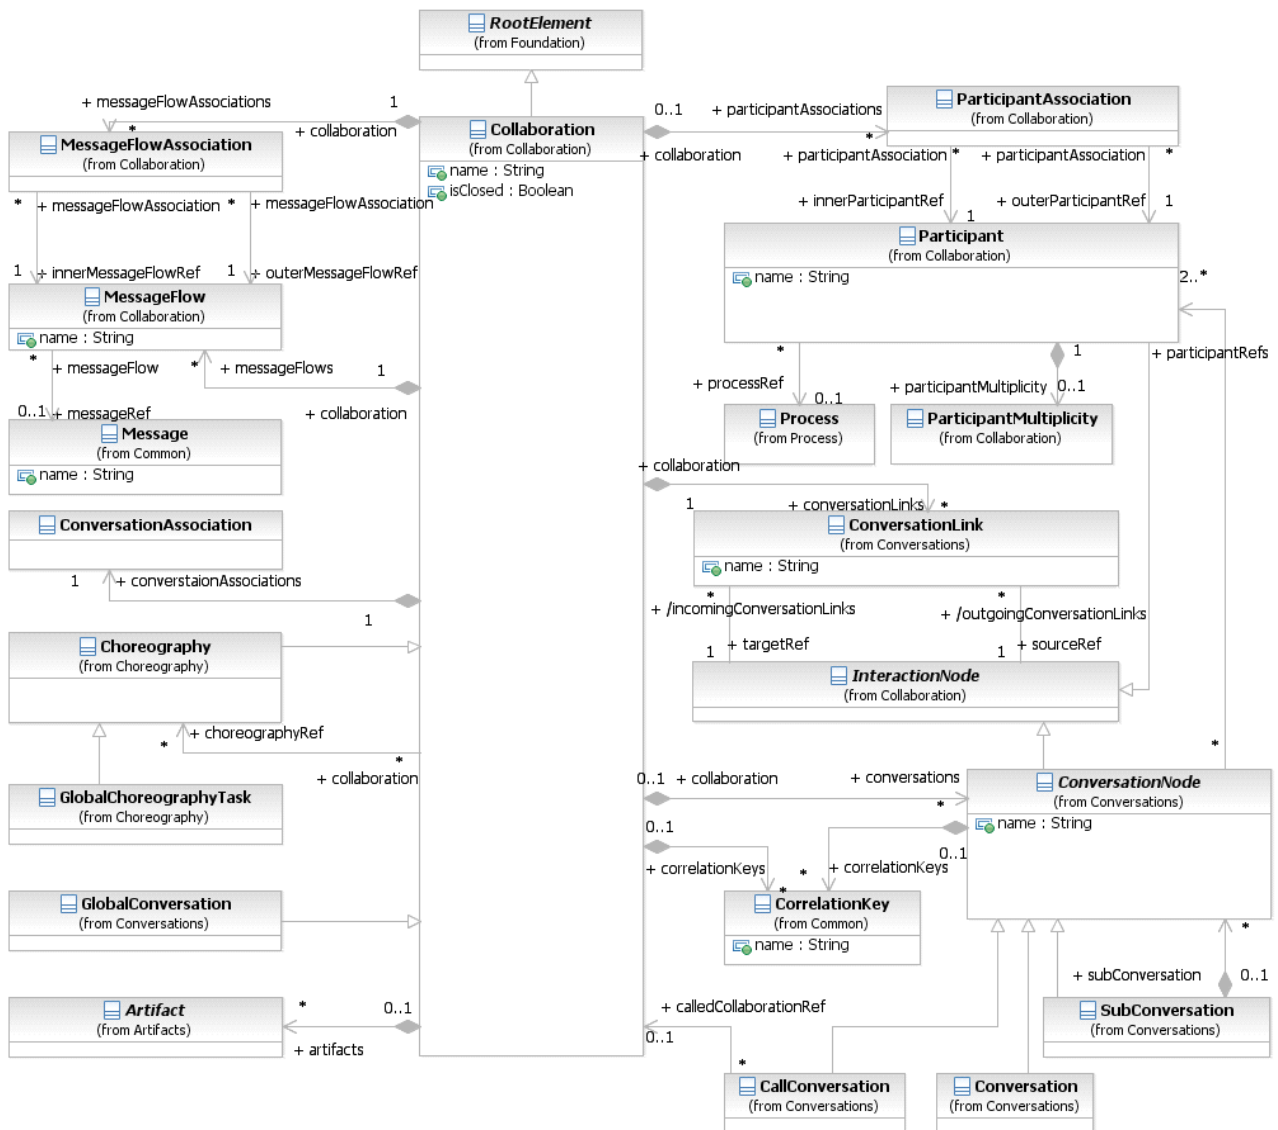 RootElement
(from Foundation)
+ messageFlowAssociations
1
*
+ collaboration
0..1
+ participantAssociations
*
+ collaboration
ParticipantAssociation
(from Collaboration)
MessageFlowAssociation
(from Collaboration)
Collaboration
(from Collaboration)
name : String
isClosed : Boolean
+ participantAssociation
*
+ participantAssociation
*
*
+ messageFlowAssociation
*
+ messageFlowAssociation
+ innerParticipantRef
1
+ outerParticipantRef
1
Participant
(from Collaboration)
name : String
2..*
1
+ innerMessageFlowRef
1
+ outerMessageFlowRef
MessageFlow
(from Collaboration)
name : String
*
+ messageFlow
*
+ messageFlows
1
+ collaboration
*
1
+ participantRefs
+ processRef
0..1
+ participantMultiplicity
0..1
0..1
+ messageRef
Message
(from Common)
name : String
Process
(from Process)
ParticipantMultiplicity
(from Collaboration)
+ collaboration
1
+ conversationLinks
*
ConversationAssociation
ConversationLink
(from Conversations)
name : String
1
+ converstaionAssociations
1
*
+ /incomingConversationLinks
*
+ /outgoingConversationLinks
1
+ targetRef
1
+ sourceRef
Choreography
(from Choreography)
InteractionNode
(from Collaboration)
*
+ choreographyRef
*
+ collaboration
*
GlobalChoreographyTask
(from Choreography)
0..1
+ collaboration
+ conversations
*
ConversationNode
(from Conversations)
name : String
0..1
+ correlationKeys
*
*
+ correlationKeys
0..1
CorrelationKey
(from Common)
name : String
GlobalConversation
(from Conversations)
*
+ subConversation
0..1
Artifact
(from Artifacts)
*
0..1
+ artifacts
+ calledCollaborationRef
0..1
*
SubConversation
(from Conversations)
CallConversation
(from Conversations)
Conversation
(from Conversations)